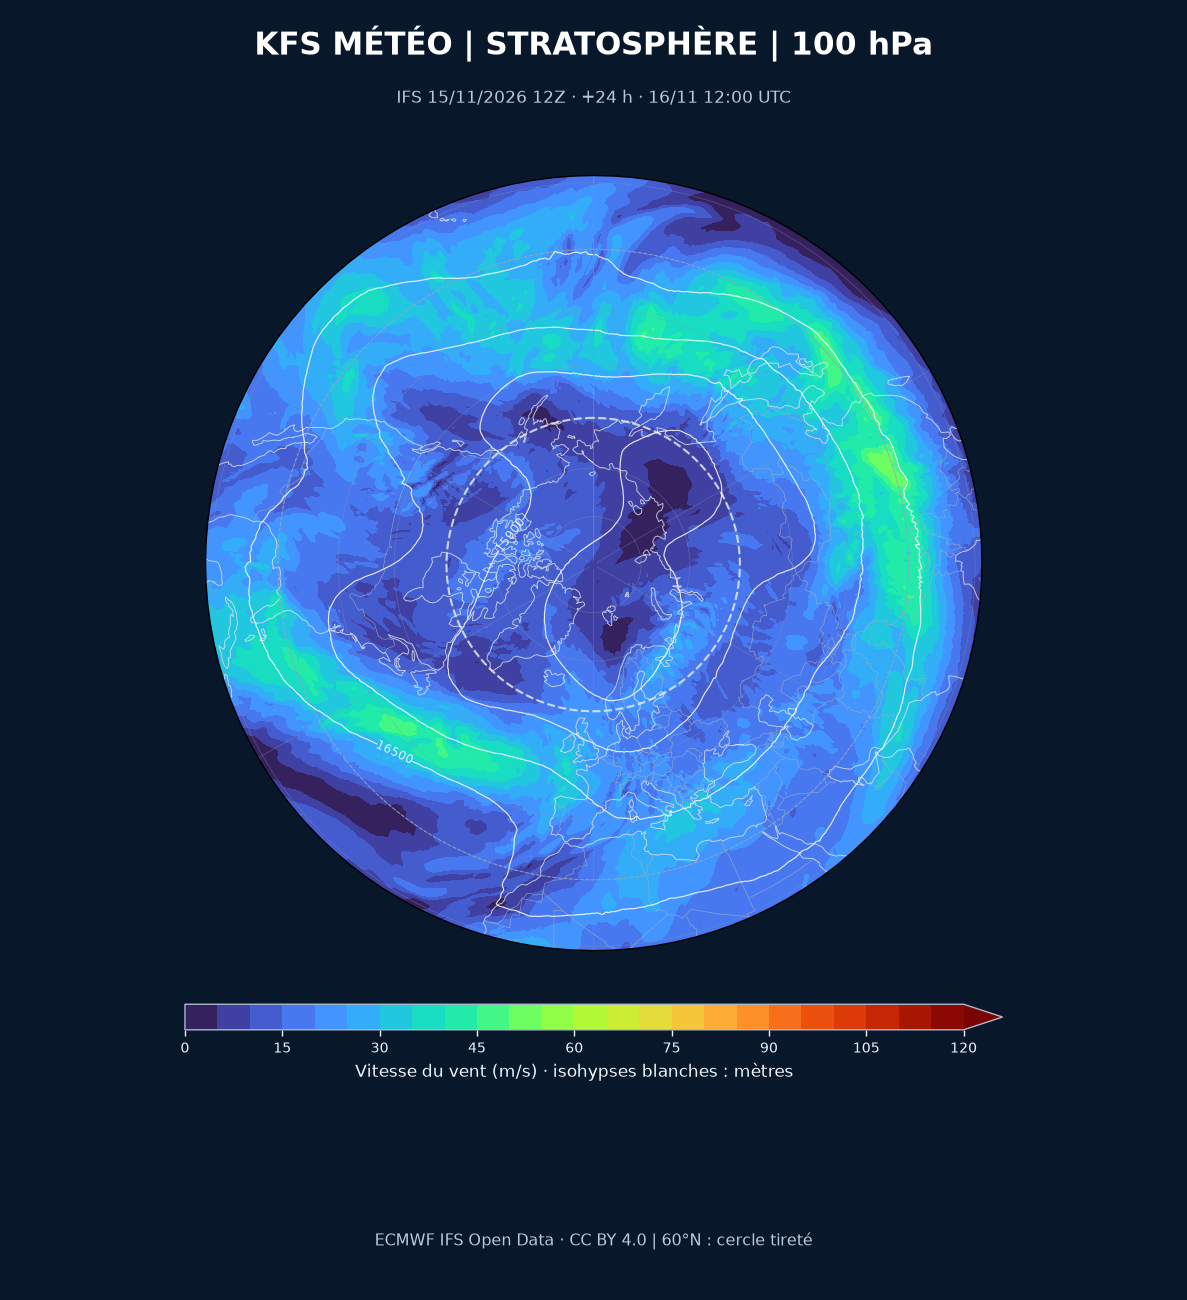 KFS MÉTÉO | STRATOSPHÈRE | 100 hPa
IFS 15/11/2026 12Z · +24 h · 16/11 12:00 UTC
15000
16500
0 15 30 45 60 75 90 105 120
Vitesse du vent (m/s) · isohypses blanches : mètres
ECMWF IFS Open Data · CC BY 4.0 | 60°N : cercle tireté